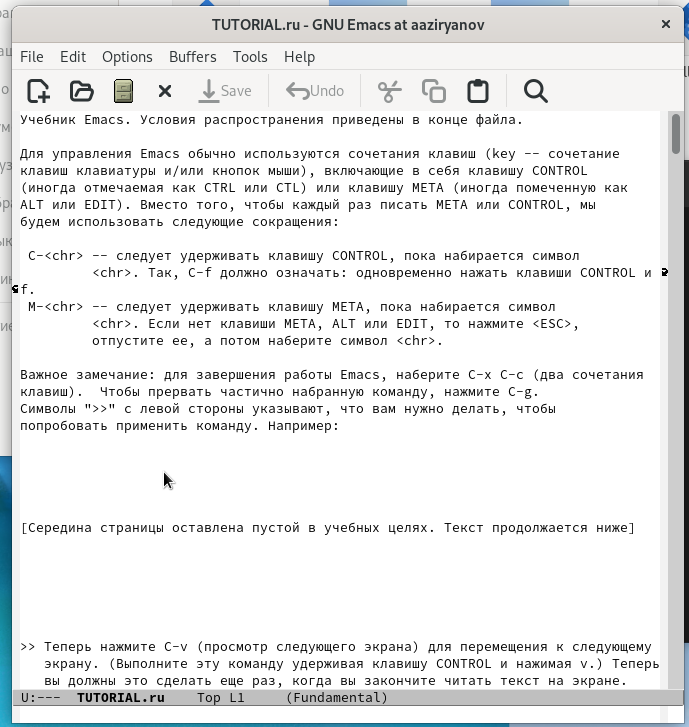 TUTORIAL.ru - GNU Emacs at aaziryanov
File Edit Options Buffers Tools Help
Save Undo
Учебник Emacs. Условия распространения приведены в конце файла.
Для управления Emacs обычно используются сочетания клавиш (key -- сочетание
клавиш клавиатуры и/или кнопок мыши), включающие в себя клавишу CONTROL
(иногда отмечаемая как CTRL или CTL) или клавишу META (иногда помеченную как
ALT или EDIT). Вместо того, чтобы каждый раз писать META или CONTROL, мы
будем использовать следующие сокращения:
C-<chr> -- следует удерживать клавишу CONTROL, пока набирается символ
<chr>. Так, C-f должно означать: одновременно нажать клавиши CONTROL и
f.
M-<chr> -- следует удерживать клавишу META, пока набирается символ
<chr>. Если нет клавиши META, ALT или EDIT, то нажмите <ESC>,
отпустите ее, а потом наберите символ <chr>.
Важное замечание: для завершения работы Emacs, наберите C-x C-c (два сочетания
клавиш).  Чтобы прервать частично набранную команду, нажмите C-g.
Символы ">>" с левой стороны указывают, что вам нужно делать, чтобы
попробовать применить команду. Например:
[Середина страницы оставлена пустой в учебных целях. Текст продолжается ниже]
>> Теперь нажмите C-v (просмотр следующего экрана) для перемещения к следующему
экрану. (Выполните эту команду удерживая клавишу CONTROL и нажимая v.) Теперь
вы должны это сделать еще раз, когда вы закончите читать текст на экране.
U:--- TUTORIAL.ru Top L1 (Fundamental)